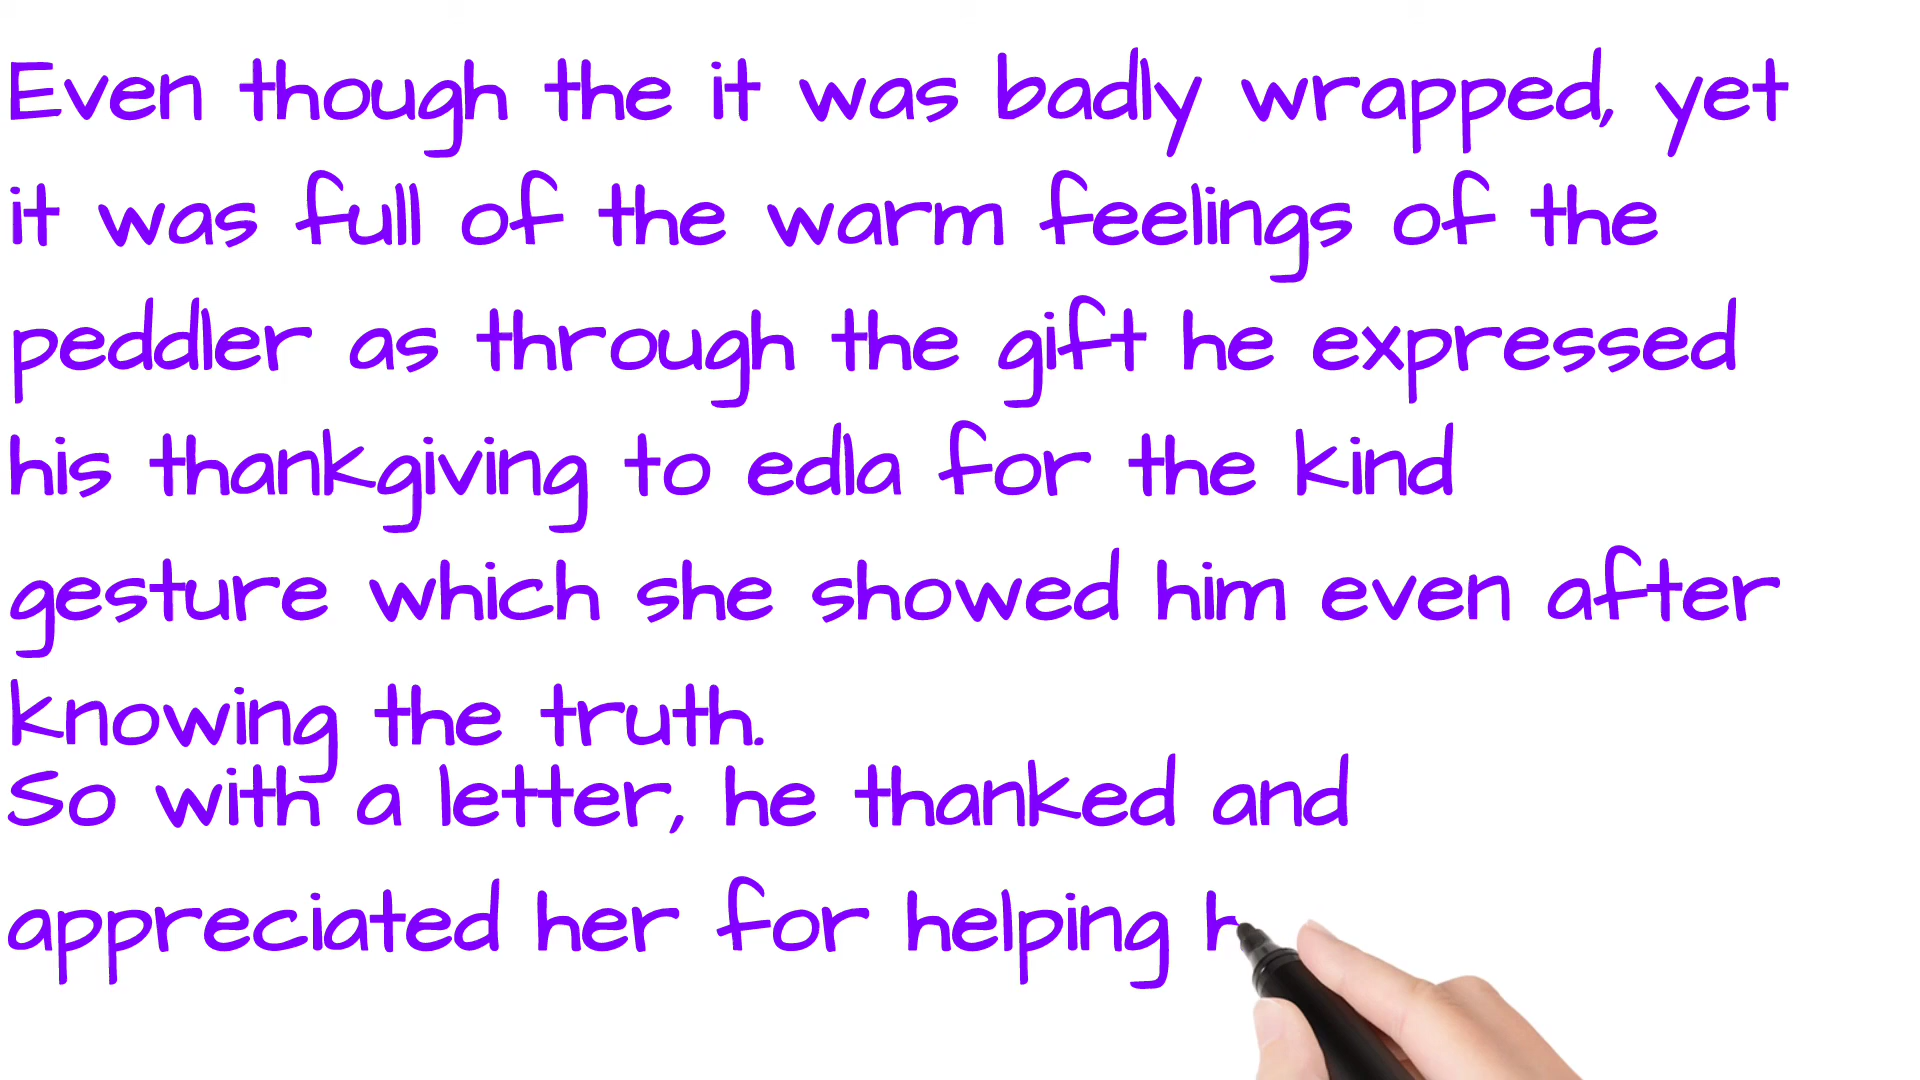 Even though the it was badly wrapped, yet
it was full of the warm feelings of the
peddler as through the gift he expressed
his thankgiving to edla for the kind
gesture which she showed him even after
knowing the truth.
So with a letter, he thanked and
appreciated her for helping h